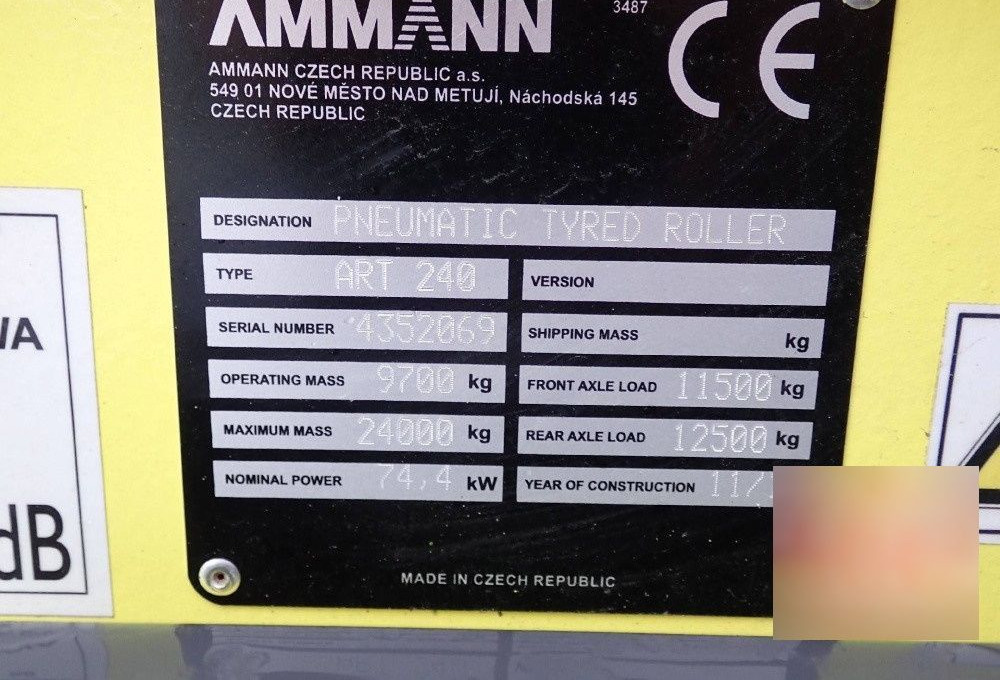 AMMANN
3487
CE
AMMANN CZECH REPUBLIC a.s.
549 01 NOVÉ MĚSTO NAD METUJÍ, Náchodská 145
CZECH REPUBLIC
DESIGNATION PNEUMATIC TYRED ROLLER
TYPE ART 240
VERSION
SERIAL NUMBER 4352069
SHIPPING MASS kg
OPERATING MASS 9700 kg
FRONT AXLE LOAD 11500 kg
MAXIMUM MASS 24000 kg
REAR AXLE LOAD 12500 kg
NOMINAL POWER 74,4 kW
YEAR OF CONSTRUCTION 11/
MADE IN CZECH REPUBLIC
WA
dB